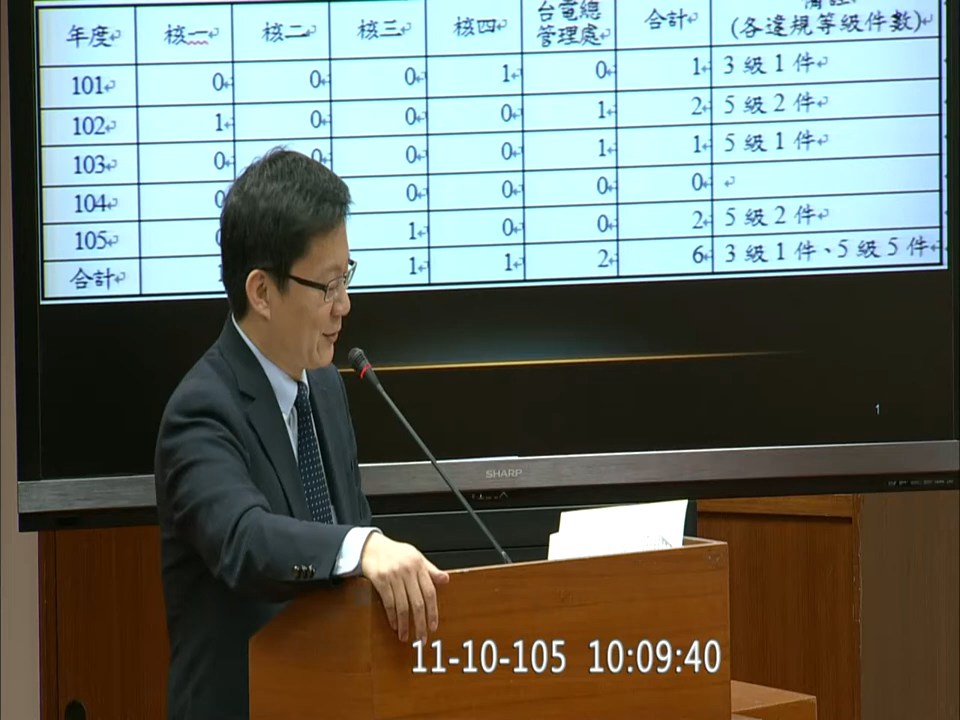 年度 核一 核二 核三 核四 台電總管理處 合計 (各違規等級件數)
101 0 0 0 1 0 1 3 級 1 件
102 1 0 0 0 1 2 5 級 2 件
103 0 0 0 0 1 1 5 級 1 件
104 0 0 0 0 0
105 1 0 0 2 5 級 2 件
合計 1 1 2 6 3 級 1 件、5 級 5 件
1
SHARP
11-10-105 10:09:40